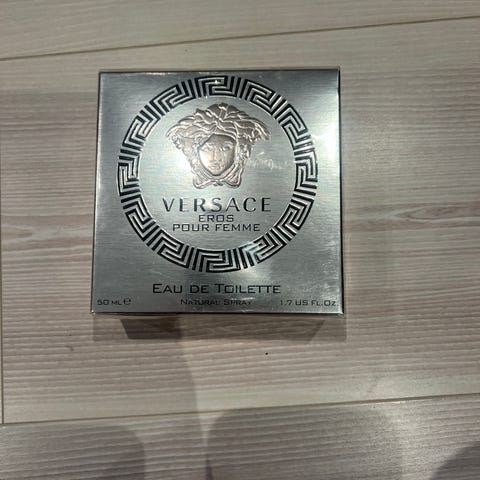 VERSACE
EROS
POUR FEMME
EAU DE TOILETTE
50 ML ℮ NATURAL SPRAY 1.7 US FL.OZ